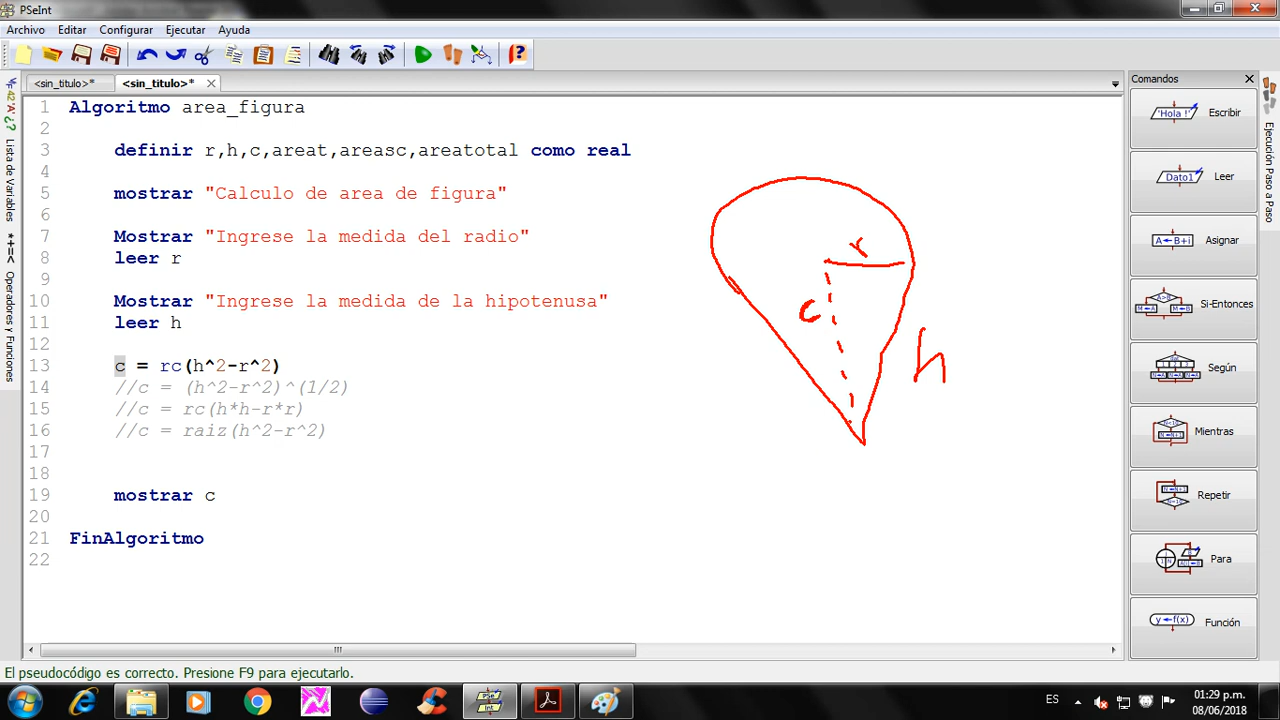 PSeInt
Archivo Editar Configurar Ejecutar Ayuda
<sin_titulo>* <sin_titulo>*
Comandos
1 Algoritmo area_figura
2
3 definir r,h,c,areat,areasc,areatotal como real
4
5 mostrar "Calculo de area de figura"
6
7 Mostrar "Ingrese la medida del radio"
8 leer r
9
10 Mostrar "Ingrese la medida de la hipotenusa"
11 leer h
12
13 c = rc(h^2-r^2)
14 //c = (h^2-r^2)^(1/2)
15 //c = rc(h*h-r*r)
16 //c = raiz(h^2-r^2)
17
18
19 mostrar c
20
21 FinAlgoritmo
22
r
c
h
Lista de Variables
Operadores y Funciones
'Hola !' Escribir
Dato1 Leer
A←B+i Asignar
Si-Entonces
Según
Mientras
Repetir
Para
y←f(x) Función
Ejecución Paso a Paso
El pseudocódigo es correcto. Presione F9 para ejecutarlo.
ES
01:29 p.m.
08/06/2018